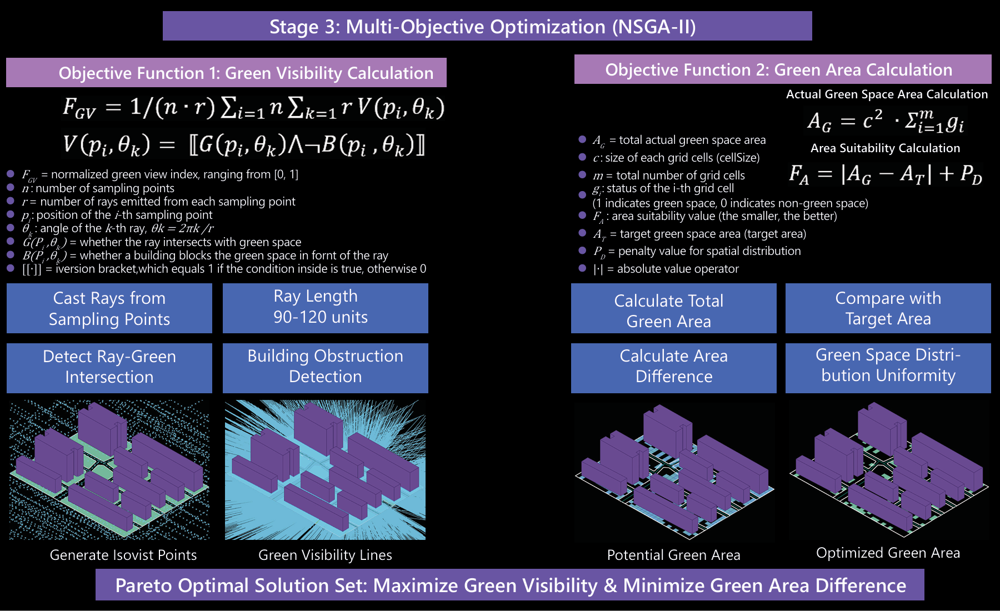 Stage 3: Multi-Objective Optimization (NSGA-II)
Objective Function 1: Green Visibility Calculation
F_GV = 1/(n · r) ∑_{i=1} n ∑_{k=1} r V(p_i, θ_k)
V(p_i, θ_k) = ⟦G(p_i, θ_k)⋀¬B(p_i , θ_k)⟧
F_GV = normalized green view index, ranging from [0, 1]
n : number of sampling points
r = number of rays emitted from each sampling point
p_i : position of the i-th sampling point
θ_k : angle of the k-th ray, θk = 2πk /r
G(P_i ,θ_k) = whether the ray intersects with green space
B(P_i ,θ_k) = whether a building blocks the green space in fornt of the ray
[[·]] = iversion bracket,which equals 1 if the condition inside is true, otherwise 0
Cast Rays from
Sampling Points
Ray Length
90-120 units
Detect Ray-Green
Intersection
Building Obstruction
Detection
Generate Isovist Points
Green Visibility Lines
Objective Function 2: Green Area Calculation
Actual Green Space Area Calculation
A_G = c² · Σ_{i=1}^{m} g_i
Area Suitability Calculation
F_A = |A_G − A_T| + P_D
A_G = total actual green space area
c : size of each grid cells (cellSize)
m = total number of grid cells
g_i : status of the i-th grid cell
(1 indicates green space, 0 indicates non-green space)
F_A : area suitability value (the smaller, the better)
A_T = target green space area (target area)
P_D = penalty value for spatial distribution
|·| = absolute value operator
Calculate Total
Green Area
Compare with
Target Area
Calculate Area
Difference
Green Space Distri-
bution Uniformity
Potential Green Area
Optimized Green Area
Pareto Optimal Solution Set: Maximize Green Visibility & Minimize Green Area Difference